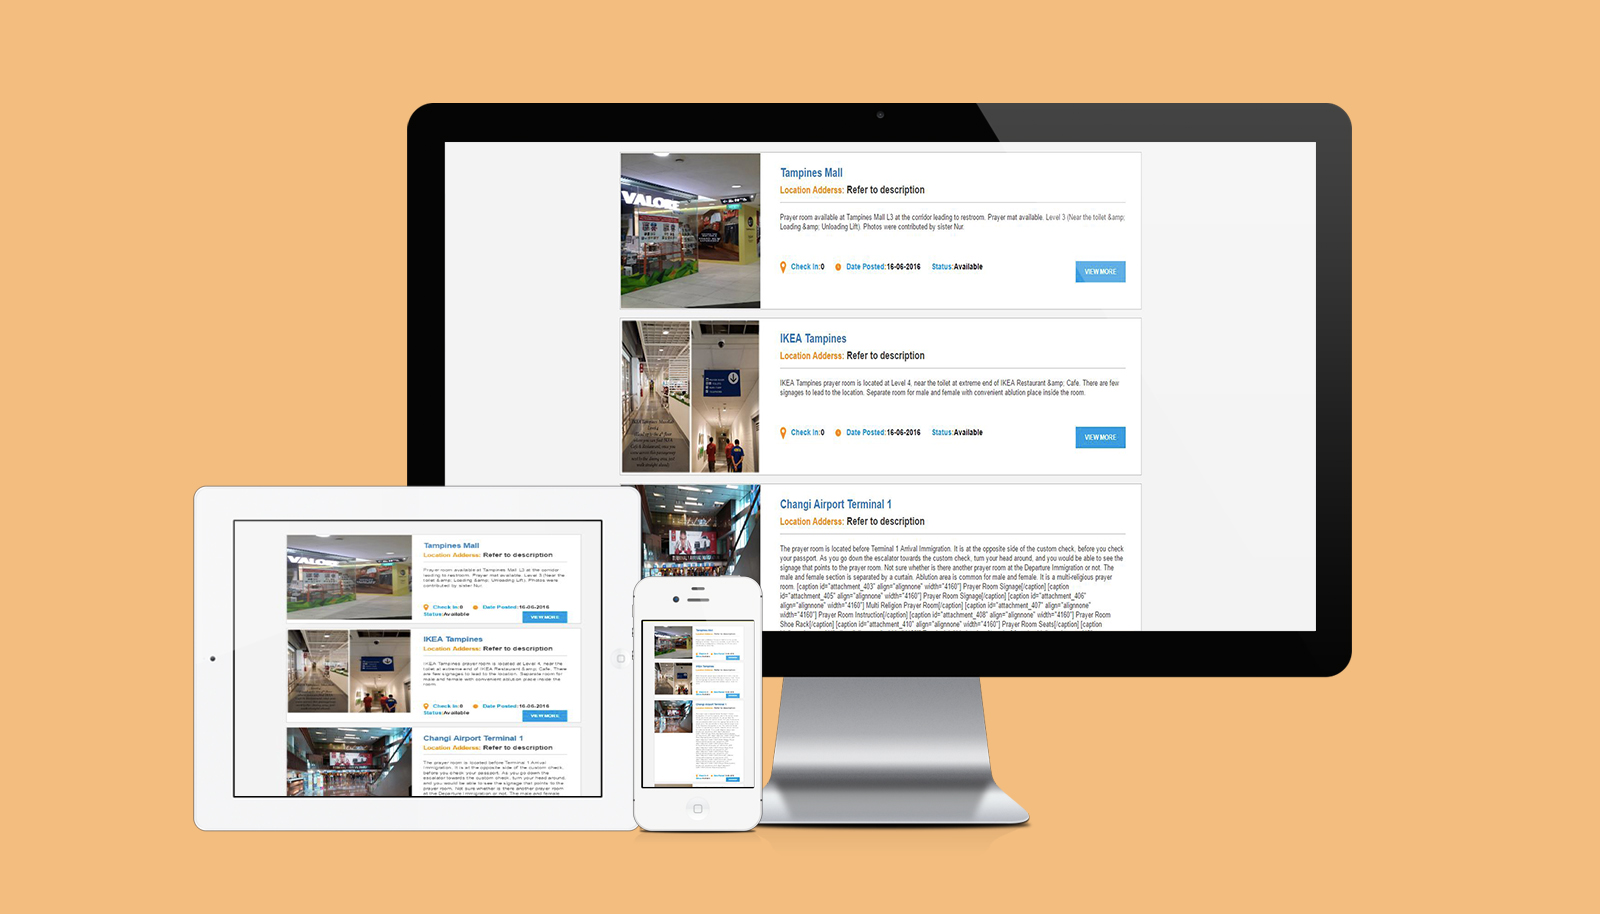 VALORE
Tampines Mall
Location Adderss: Refer to description
Prayer room available at Tampines Mall L3 at the corridor leading to restroom. Prayer mat available. Level 3 (Near the toilet &amp;
Loading &amp; Unloading Lift). Photos were contributed by sister Nur.
Check In:0 Date Posted:16-06-2016 Status:Available
VIEW MORE
IKEA Tampines
Location Adderss: Refer to description
IKEA Tampines prayer room is located at Level 4, near the toilet at extreme end of IKEA Restaurant &amp; Cafe. There are few
signages to lead to the location. Separate room for male and female with convenient ablution place inside the room.
Check In:0 Date Posted:16-06-2016 Status:Available
VIEW MORE
Changi Airport Terminal 1
Location Adderss: Refer to description
The prayer room is located before Terminal 1 Arrival Immigration. It is at the opposite side of the custom check, before you check
your passport. As you go down the escalator towards the custom check, turn your head around, and you would be able to see the
signage that points to the prayer room. Not sure whether is there another prayer room at the Departure Immigration or not. The
male and female section is separated by a curtain. Ablution area is common for male and female. It is a multi-religious prayer
room. [caption id="attachment_403" align="alignnone" width="4160"] Prayer Room Signage[/caption] [caption
id="attachment_405" align="alignnone" width="4160"] Prayer Room Signage[/caption] [caption id="attachment_406"
align="alignnone" width="4160"] Multi Religion Prayer Room[/caption] [caption id="attachment_407" align="alignnone"
width="4160"] Prayer Room Instruction[/caption] [caption id="attachment_408" align="alignnone" width="4160"] Prayer Room
Shoe Rack[/caption] [caption id="attachment_410" align="alignnone" width="4160"] Prayer Room Seats[/caption] [caption
VALORE
Tampines Mall
Location Adderss: Refer to description
Prayer room available at Tampines Mall L3 at the corridor
leading to restroom. Prayer mat available. Level 3 (Near the
toilet &amp; Loading &amp; Unloading Lift). Photos were
contributed by sister Nur.
Check In:0 Date Posted:16-06-2016
Status:Available
VIEW MORE
IKEA Tampines
Location Adderss: Refer to description
IKEA Tampines prayer room is located at Level 4, near the
toilet at extreme end of IKEA Restaurant &amp; Cafe. There
are few signages to lead to the location. Separate room for
male and female with convenient ablution place inside the
room.
Check In:0 Date Posted:16-06-2016
Status:Available
VIEW MORE
Changi Airport Terminal 1
Location Adderss: Refer to description
The prayer room is located before Terminal 1 Arrival
Immigration. It is at the opposite side of the custom check,
before you check your passport. As you go down the
escalator towards the custom check, turn your head around,
and you would be able to see the signage that points to the
prayer room. Not sure whether is there another prayer room
at the Departure Immigration or not. The male and female